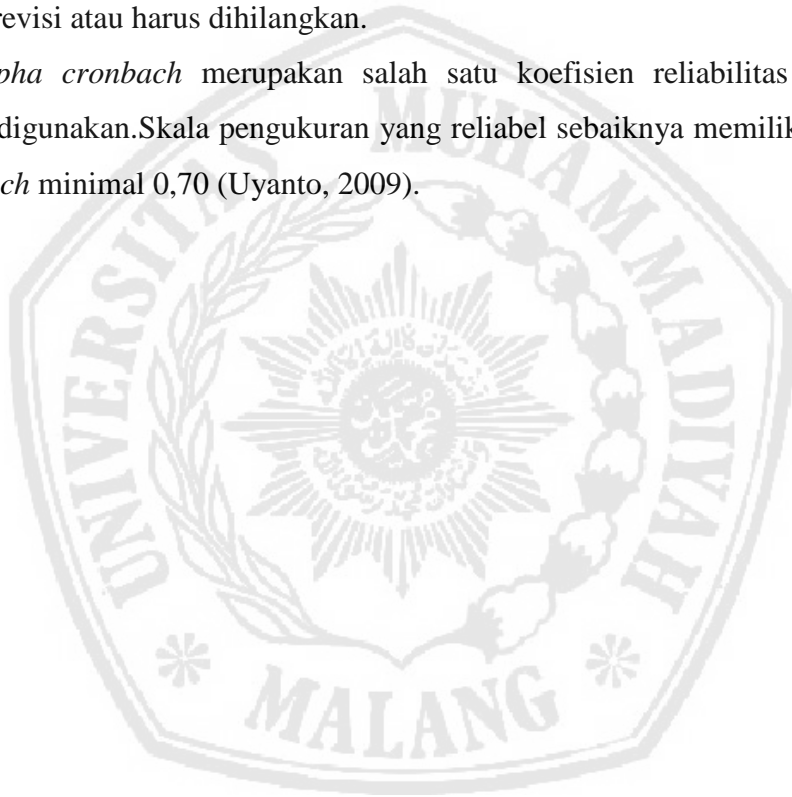 revisi atau harus dihilangkan.
pha cronbach merupakan salah satu koefisien reliabilitas
digunakan.Skala pengukuran yang reliabel sebaiknya memilik
ch minimal 0,70 (Uyanto, 2009).
UNIVERSITAS MUHAMMADIYAH
MALANG